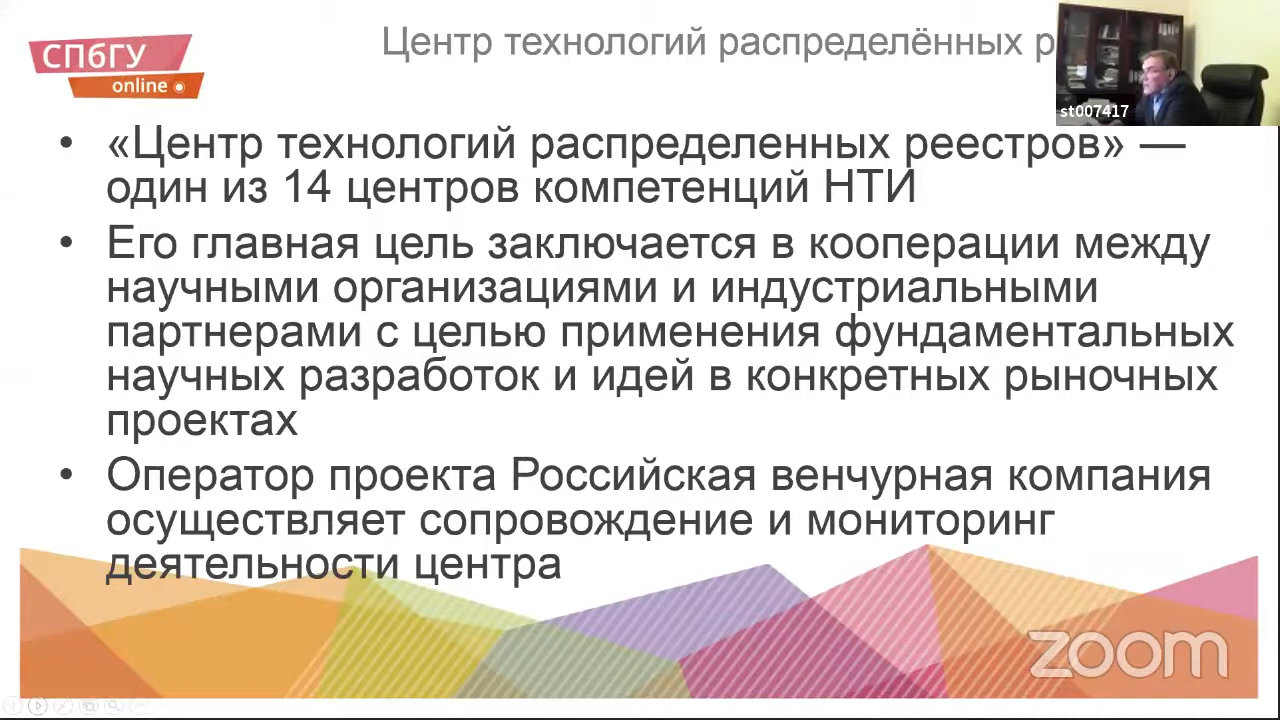 СПбГУ
online
Центр технологий распределённых
st007417
• «Центр технологий распределенных реестров» —
один из 14 центров компетенций НТИ
• Его главная цель заключается в кооперации между
научными организациями и индустриальными
партнерами с целью применения фундаментальных
научных разработок и идей в конкретных рыночных
проектах
• Оператор проекта Российская венчурная компания
осуществляет сопровождение и мониторинг
деятельности центра
zoom